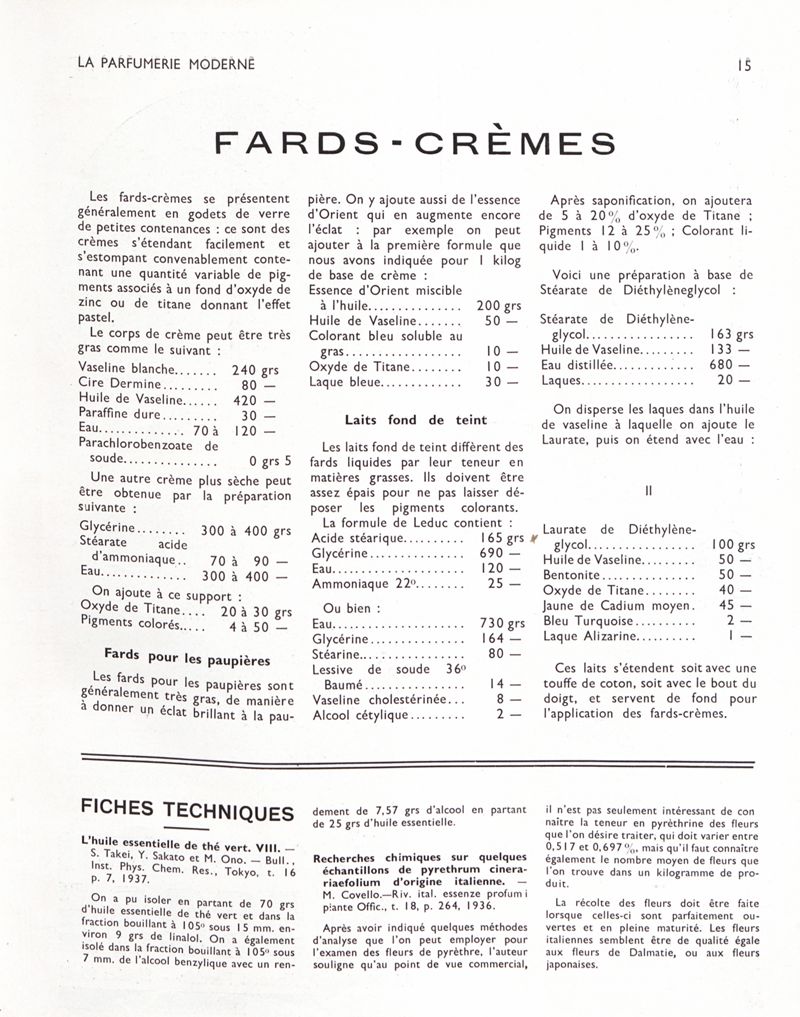 LA PARFUMERIE MODERNE
15
FARDS-CRÈMES
Les fards-crèmes se présentent
généralement en godets de verre
de petites contenances : ce sont des
crèmes s'étendant facilement et
s'estompant convenablement conte-
nant une quantité variable de pig-
ments associés à un fond d'oxyde de
zinc ou de titane donnant l'effet
pastel.
Le corps de crème peut être très
gras comme le suivant :
Vaseline blanche....... 240 grs
Cire Dermine......... 80 —
Huile de Vaseline...... 420 —
Paraffine dure......... 30 —
Eau.............. 70 à 120 —
Parachlorobenzoate de
soude............... 0 grs 5
Une autre crème plus sèche peut
être obtenue par la préparation
suivante :
Glycérine........ 300 à 400 grs
Stéarate acide
d'ammoniaque.. 70 à 90 —
Eau.............. 300 à 400 —
On ajoute à ce support :
Oxyde de Titane.... 20 à 30 grs
Pigments colorés..... 4 à 50 —
Fards pour les paupières
Les fards pour les paupières sont
généralement très gras, de manière
à donner un éclat brillant à la pau-
pière. On y ajoute aussi de l'essence
d'Orient qui en augmente encore
l'éclat : par exemple on peut
ajouter à la première formule que
nous avons indiquée pour 1 kilog
de base de crème :
Essence d'Orient miscible
à l'huile............... 200 grs
Huile de Vaseline....... 50 —
Colorant bleu soluble au
gras.................. 10 —
Oxyde de Titane........ 10 —
Laque bleue............. 30 —
Laits fond de teint
Les laits fond de teint diffèrent des
fards liquides par leur teneur en
matières grasses. Ils doivent être
assez épais pour ne pas laisser dé-
poser les pigments colorants.
La formule de Leduc contient :
Acide stéarique......... 165 grs
Glycérine............... 690 —
Eau..................... 120 —
Ammoniaque 22º........ 25 —
Ou bien :
Eau..................... 730 grs
Glycérine............... 164 —
Stéarine................ 80 —
Lessive de soude 36º
Baumé................ 14 —
Vaseline cholestérinée... 8 —
Alcool cétylique......... 2 —
Après saponification, on ajoutera
de 5 à 20% d'oxyde de Titane ;
Pigments 12 à 25% ; Colorant li-
quide 1 à 10%.
Voici une préparation à base de
Stéarate de Diéthylèneglycol :
Stéarate de Diéthylène-
glycol................. 163 grs
Huile de Vaseline......... 133 —
Eau distillée............. 680 —
Laques.................. 20 —
On disperse les laques dans l'huile
de vaseline à laquelle on ajoute le
Laurate, puis on étend avec l'eau :
II
Laurate de Diéthylène-
glycol................. 100 grs
Huile de Vaseline......... 50 —
Bentonite............... 50 —
Oxyde de Titane........ 40 —
Jaune de Cadium moyen. 45 —
Bleu Turquoise.......... 2 —
Laque Alizarine.......... 1 —
Ces laits s'étendent soit avec une
touffe de coton, soit avec le bout du
doigt, et servent de fond pour
l'application des fards-crèmes.
FICHES TECHNIQUES
L'huile essentielle de thé vert. VIII. —
S. Takei, Y. Sakato et M. Ono. — Bull.,
Inst. Phys. Chem. Res., Tokyo, t. 16
p. 7, 1937.
On a pu isoler en partant de 70 grs
d'huile essentielle de thé vert et dans la
fraction bouillant à 105º sous 15 mm. en-
viron 9 grs de linalol. On a également
isolé dans la fraction bouillant à 105º sous
7 mm. de l'alcool benzylique avec un ren-
dement de 7,57 grs d'alcool en partant
de 25 grs d'huile essentielle.
Recherches chimiques sur quelques
échantillons de pyrethrum cinera-
riaefolium d'origine italienne. —
M. Covello.—Riv. ital. essenze profum i
piante Offic., t. 18, p. 264, 1936.
Après avoir indiqué quelques méthodes
d'analyse que l'on peut employer pour
l'examen des fleurs de pyrèthre, l'auteur
souligne qu'au point de vue commercial,
il n'est pas seulement intéressant de con
naître la teneur en pyrèthrine des fleurs
que l'on désire traiter, qui doit varier entre
0,517 et 0,697%, mais qu'il faut connaître
également le nombre moyen de fleurs que
l'on trouve dans un kilogramme de pro-
duit.
La récolte des fleurs doit être faite
lorsque celles-ci sont parfaitement ou-
vertes et en pleine maturité. Les fleurs
italiennes semblent être de qualité égale
aux fleurs de Dalmatie, ou aux fleurs
japonaises.